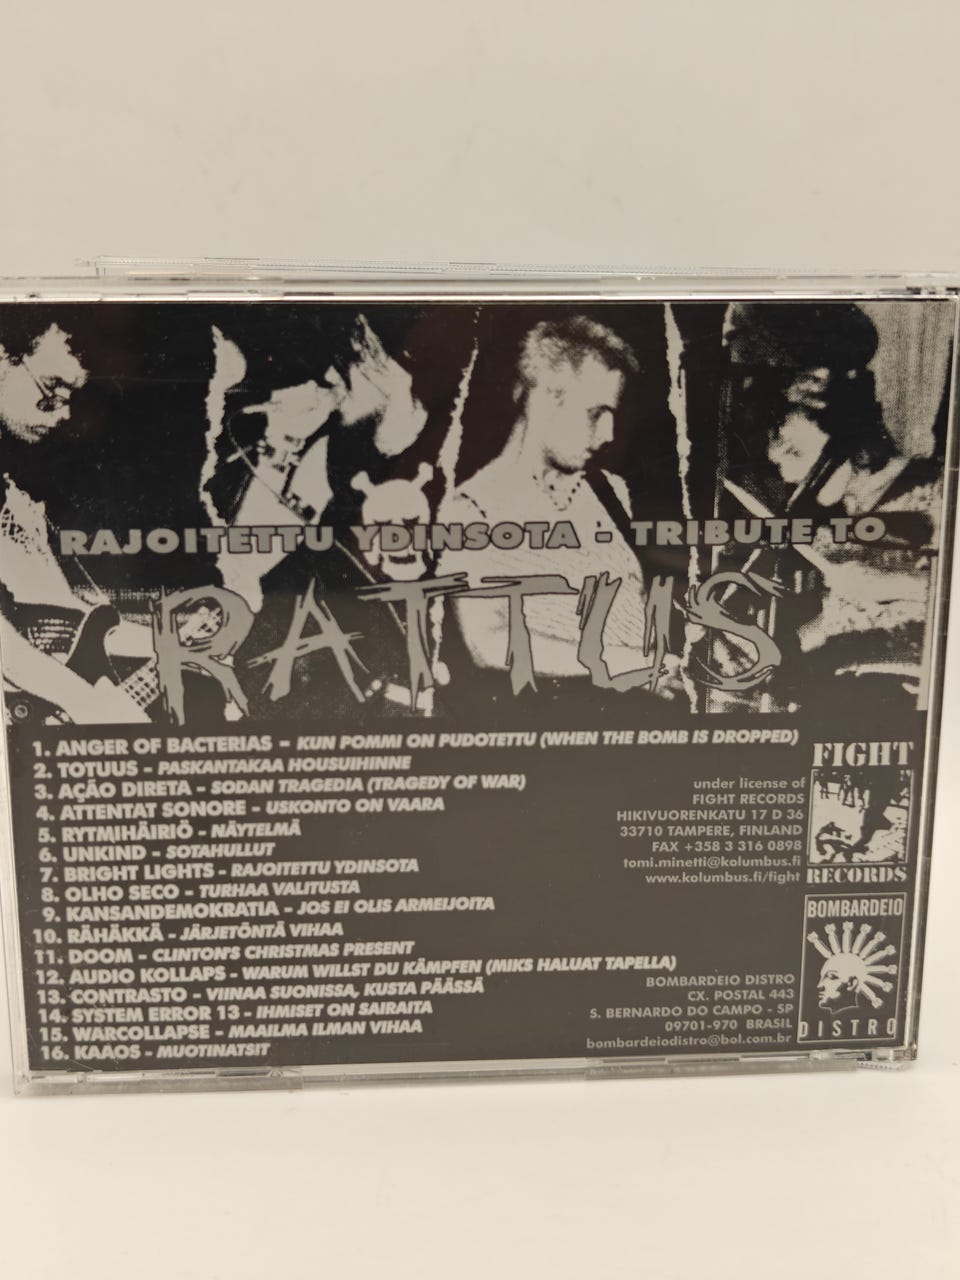 RAJOITETTU YDINSOTA - TRIBUTE TO
RATTUS
1. ANGER OF BACTERIAS - KUN POMMI ON PUDOTETTU (WHEN THE BOMB IS DROPPED)
2. TOTUUS - PASKANTAKAA HOUSUIHINNE
3. AÇÃO DIRETA - SODAN TRAGEDIA (TRAGEDY OF WAR)
4. ATTENTAT SONORE - USKONTO ON VAARA
5. RYTMIHÄIRIÖ - NÄYTELMÄ
6. UNKIND - SOTAHULLUT
7. BRIGHT LIGHTS - RAJOITETTU YDINSOTA
8. OLHO SECO - TURHAA VALITUSTA
9. KANSANDEMOKRATIA - JOS EI OLIS ARMEIJOITA
10. RÄHÄKKÄ - JÄRJETÖNTÄ VIHAA
11. DOOM - CLINTON'S CHRISTMAS PRESENT
12. AUDIO KOLLAPS - WARUM WILLST DU KÄMPFEN (MIKS HALUAT TAPELLA)
13. CONTRASTO - VIINAA SUONISSA, KUSTA PÄÄSSÄ
14. SYSTEM ERROR 13 - IHMISET ON SAIRAITA
15. WARCOLLAPSE - MAAILMA ILMAN VIHAA
16. KAAOS - MUOTINATSIT
under license of
FIGHT RECORDS
HIKIVUORENKATU 17 D 36
33710 TAMPERE, FINLAND
FAX +358 3 316 0898
tomi.minetti@kolumbus.fi
www.kolumbus.fi/fight
FIGHT
RECORDS
BOMBARDEIO DISTRO
CX. POSTAL 443
S. BERNARDO DO CAMPO - SP
09701-970 BRASIL
bombardeiodistro@bol.com.br
BOMBARDEIO
DISTRO